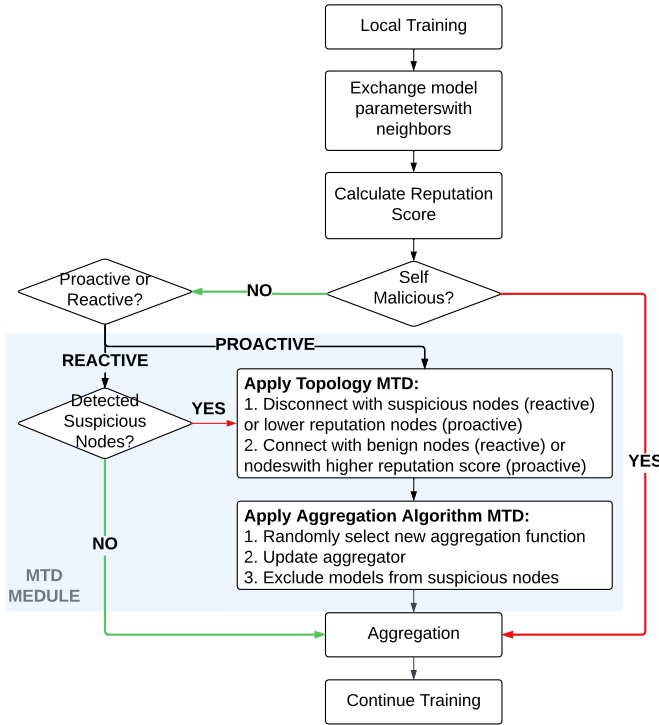 Local Training
Exchange model
parameterswith
neighbors
Calculate Reputation
Score
Self
Malicious?
NO
Proactive or
Reactive?
PROACTIVE
REACTIVE
Detected
Suspicious
Nodes?
YES
Apply Topology MTD:
1. Disconnect with suspicious nodes (reactive)
or lower reputation nodes (proactive)
2. Connect with benign nodes (reactive) or
nodeswith higher reputation score (proactive)
YES
Apply Aggregation Algorithm MTD:
1. Randomly select new aggregation function
2. Update aggregator
3. Exclude models from suspicious nodes
NO
MTD
MEDULE
Aggregation
Continue Training